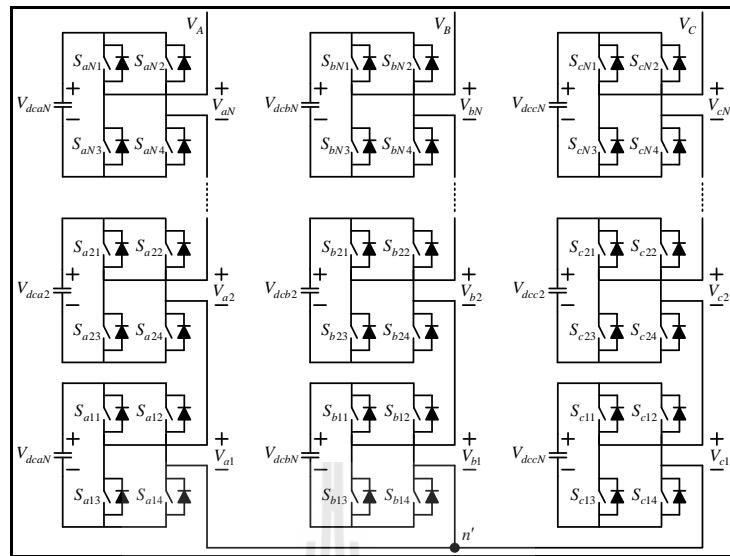 V_A V_B V_C
S_aN1 S_aN2 S_bN1 S_bN2 S_cN1 S_cN2
V_dcaN + − + V_aN − V_dcbN + − + V_bN − V_dccN + − + V_cN −
S_aN3 S_aN4 S_bN3 S_bN4 S_cN3 S_cN4
S_a21 S_a22 S_b21 S_b22 S_c21 S_c22
V_dca2 + − + V_a2 − V_dcb2 + − + V_b2 − V_dcc2 + − + V_c2 −
S_a23 S_a24 S_b23 S_b24 S_c23 S_c24
S_a11 S_a12 S_b11 S_b12 S_c11 S_c12
V_dcaN + − + V_a1 − V_dcbN + − + V_b1 − V_dccN + − + V_c1 −
S_a13 S_a14 S_b13 S_b14 S_c13 S_c14
n′